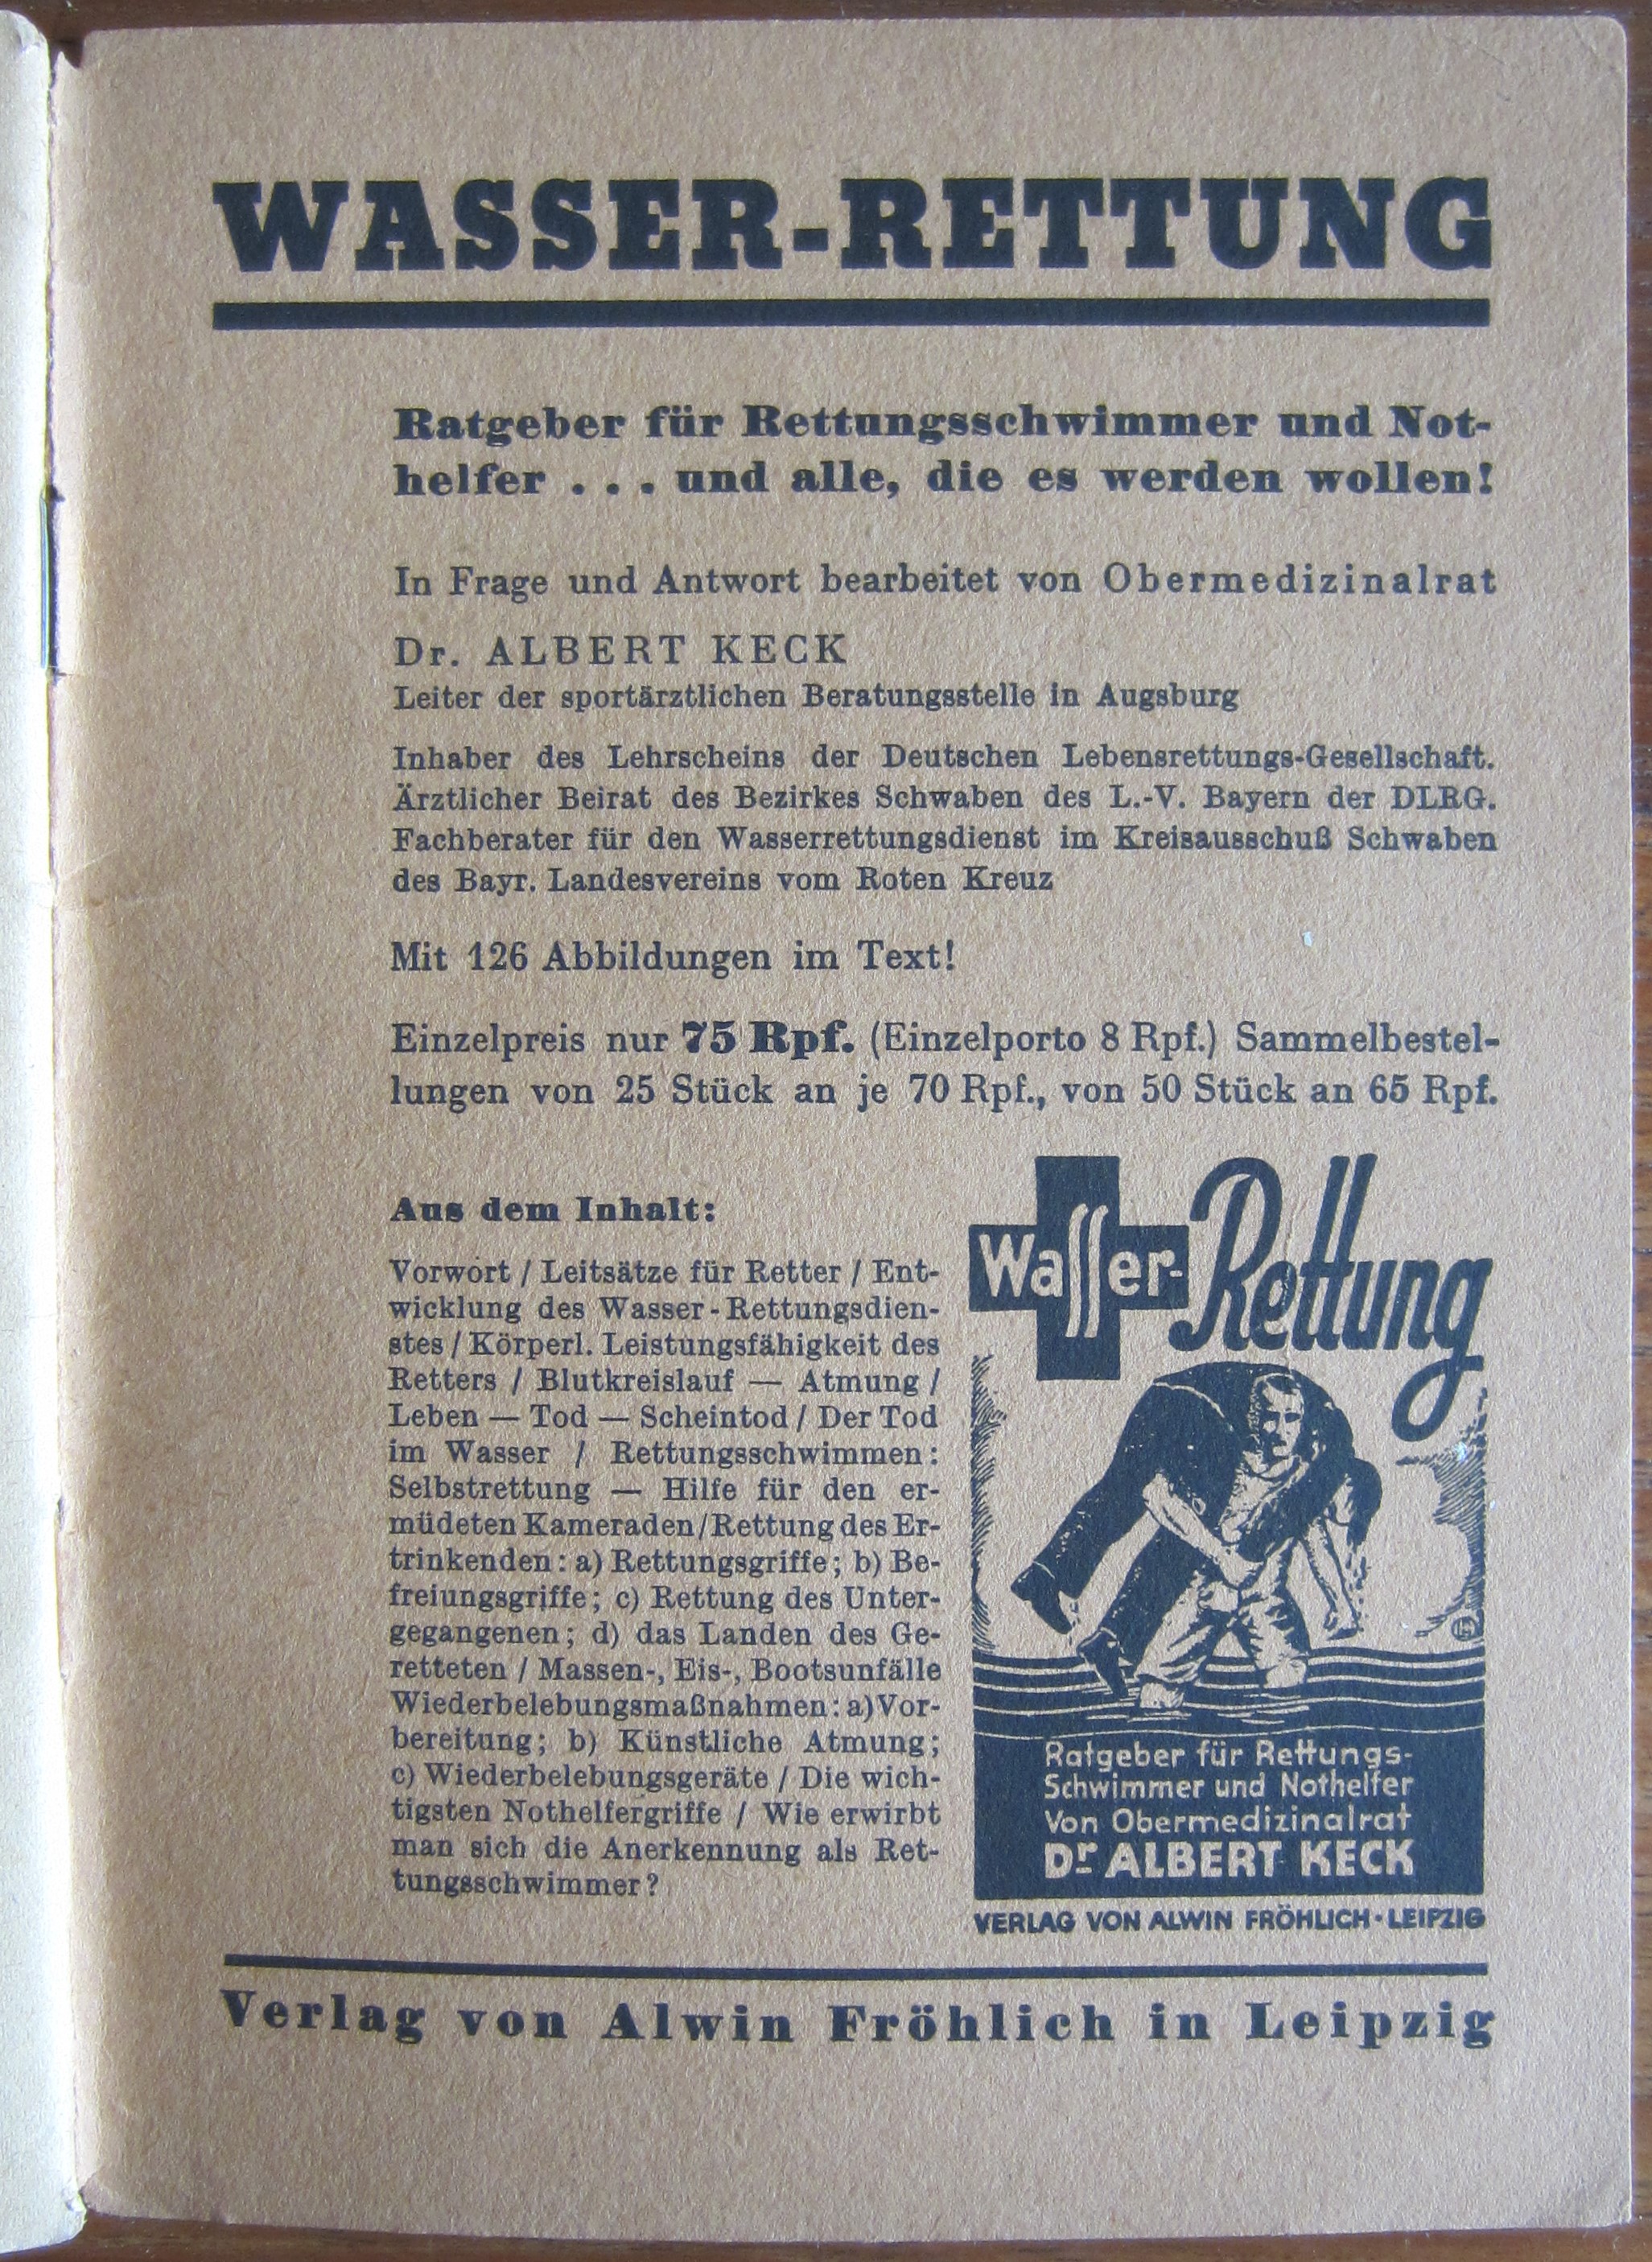 WASSER-RETTUNG
Ratgeber für Rettungsschwimmer und Not-
helfer . . . und alle, die es werden wollen!
In Frage und Antwort bearbeitet von Obermedizinalrat
Dr. ALBERT KECK
Leiter der sportärztlichen Beratungsstelle in Augsburg
Inhaber des Lehrscheins der Deutschen Lebensrettungs-Gesellschaft.
Ärztlicher Beirat des Bezirkes Schwaben des L.-V. Bayern der DLRG.
Fachberater für den Wasserrettungsdienst im Kreisausschuß Schwaben
des Bayr. Landesvereins vom Roten Kreuz
Mit 126 Abbildungen im Text!
Einzelpreis nur 75 Rpf. (Einzelporto 8 Rpf.) Sammelbestel-
lungen von 25 Stück an je 70 Rpf., von 50 Stück an 65 Rpf.
Aus dem Inhalt:
Vorwort / Leitsätze für Retter / Ent-
wicklung des Wasser-Rettungsdien-
stes / Körperl. Leistungsfähigkeit des
Retters / Blutkreislauf — Atmung /
Leben — Tod — Scheintod / Der Tod
im Wasser / Rettungsschwimmen:
Selbstrettung — Hilfe für den er-
müdeten Kameraden/Rettung des Er-
trinkenden: a) Rettungsgriffe; b) Be-
freiungsgriffe; c) Rettung des Unter-
gegangenen; d) das Landen des Ge-
retteten / Massen-, Eis-, Bootsunfälle
Wiederbelebungsmaßnahmen: a) Vor-
bereitung; b) Künstliche Atmung;
c) Wiederbelebungsgeräte / Die wich-
tigsten Nothelfergriffe / Wie erwirbt
man sich die Anerkennung als Ret-
tungsschwimmer?
Waſſer-Rettung
Ratgeber für Rettungs-
Schwimmer und Nothelfer
Von Obermedizinalrat
Dr ALBERT KECK
VERLAG VON ALWIN FRÖHLICH · LEIPZIG
Verlag von Alwin Fröhlich in Leipzig